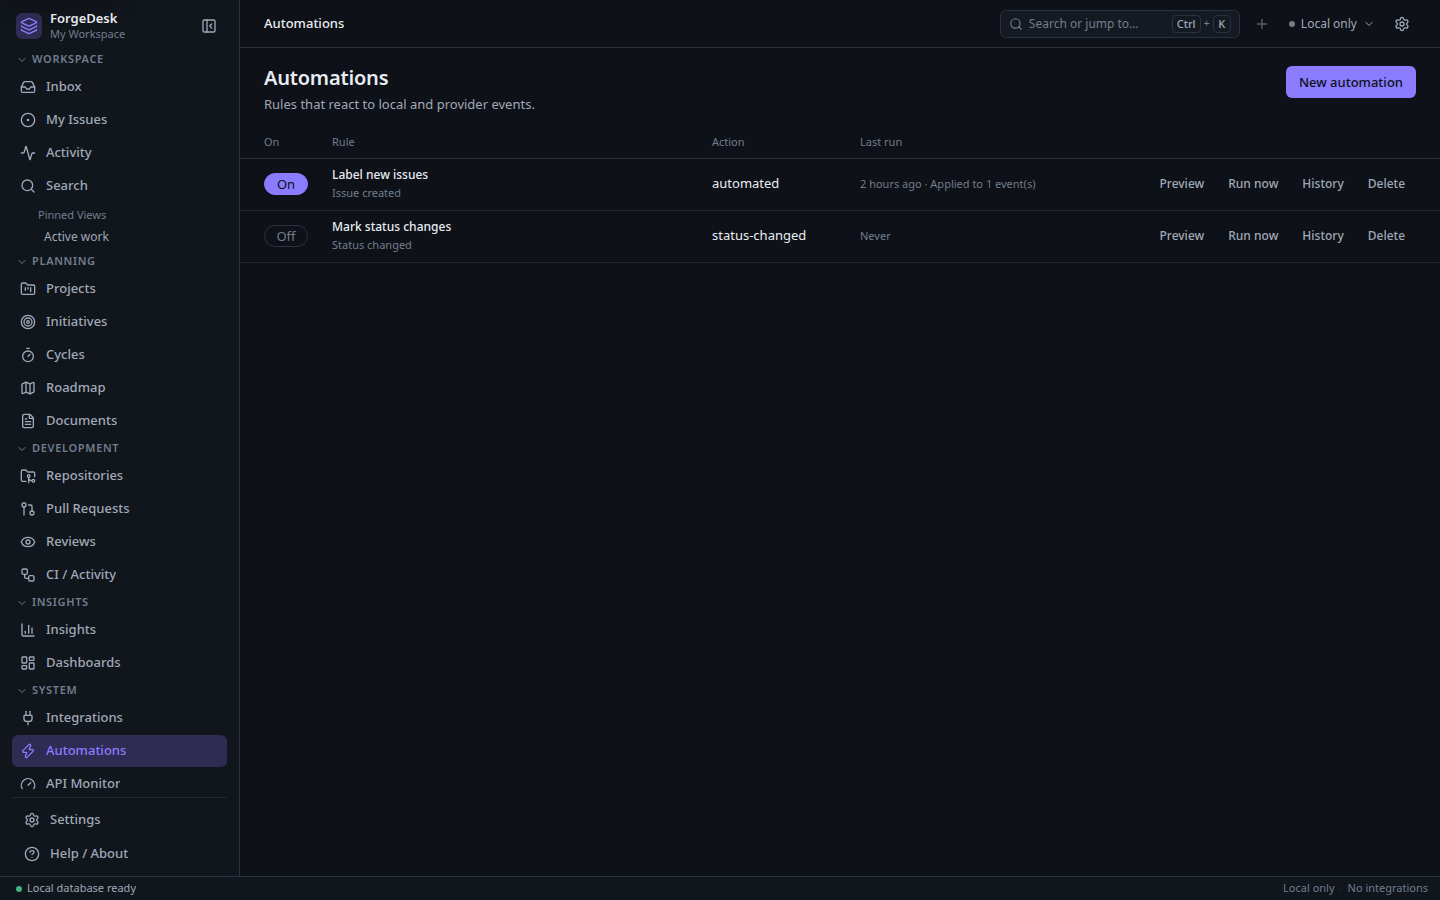 ForgeDesk
My Workspace
WORKSPACE
Inbox
My Issues
Activity
Search
Pinned Views
Active work
PLANNING
Projects
Initiatives
Cycles
Roadmap
Documents
DEVELOPMENT
Repositories
Pull Requests
Reviews
CI / Activity
INSIGHTS
Insights
Dashboards
SYSTEM
Integrations
Automations
API Monitor
Settings
Help / About
Automations
Search or jump to... Ctrl + K
Local only
Automations
Rules that react to local and provider events.
New automation
On Rule Action Last run
On Label new issues automated 2 hours ago · Applied to 1 event(s) Preview Run now History Delete
Issue created
Off Mark status changes status-changed Never Preview Run now History Delete
Status changed
Local database ready
Local only · No integrations